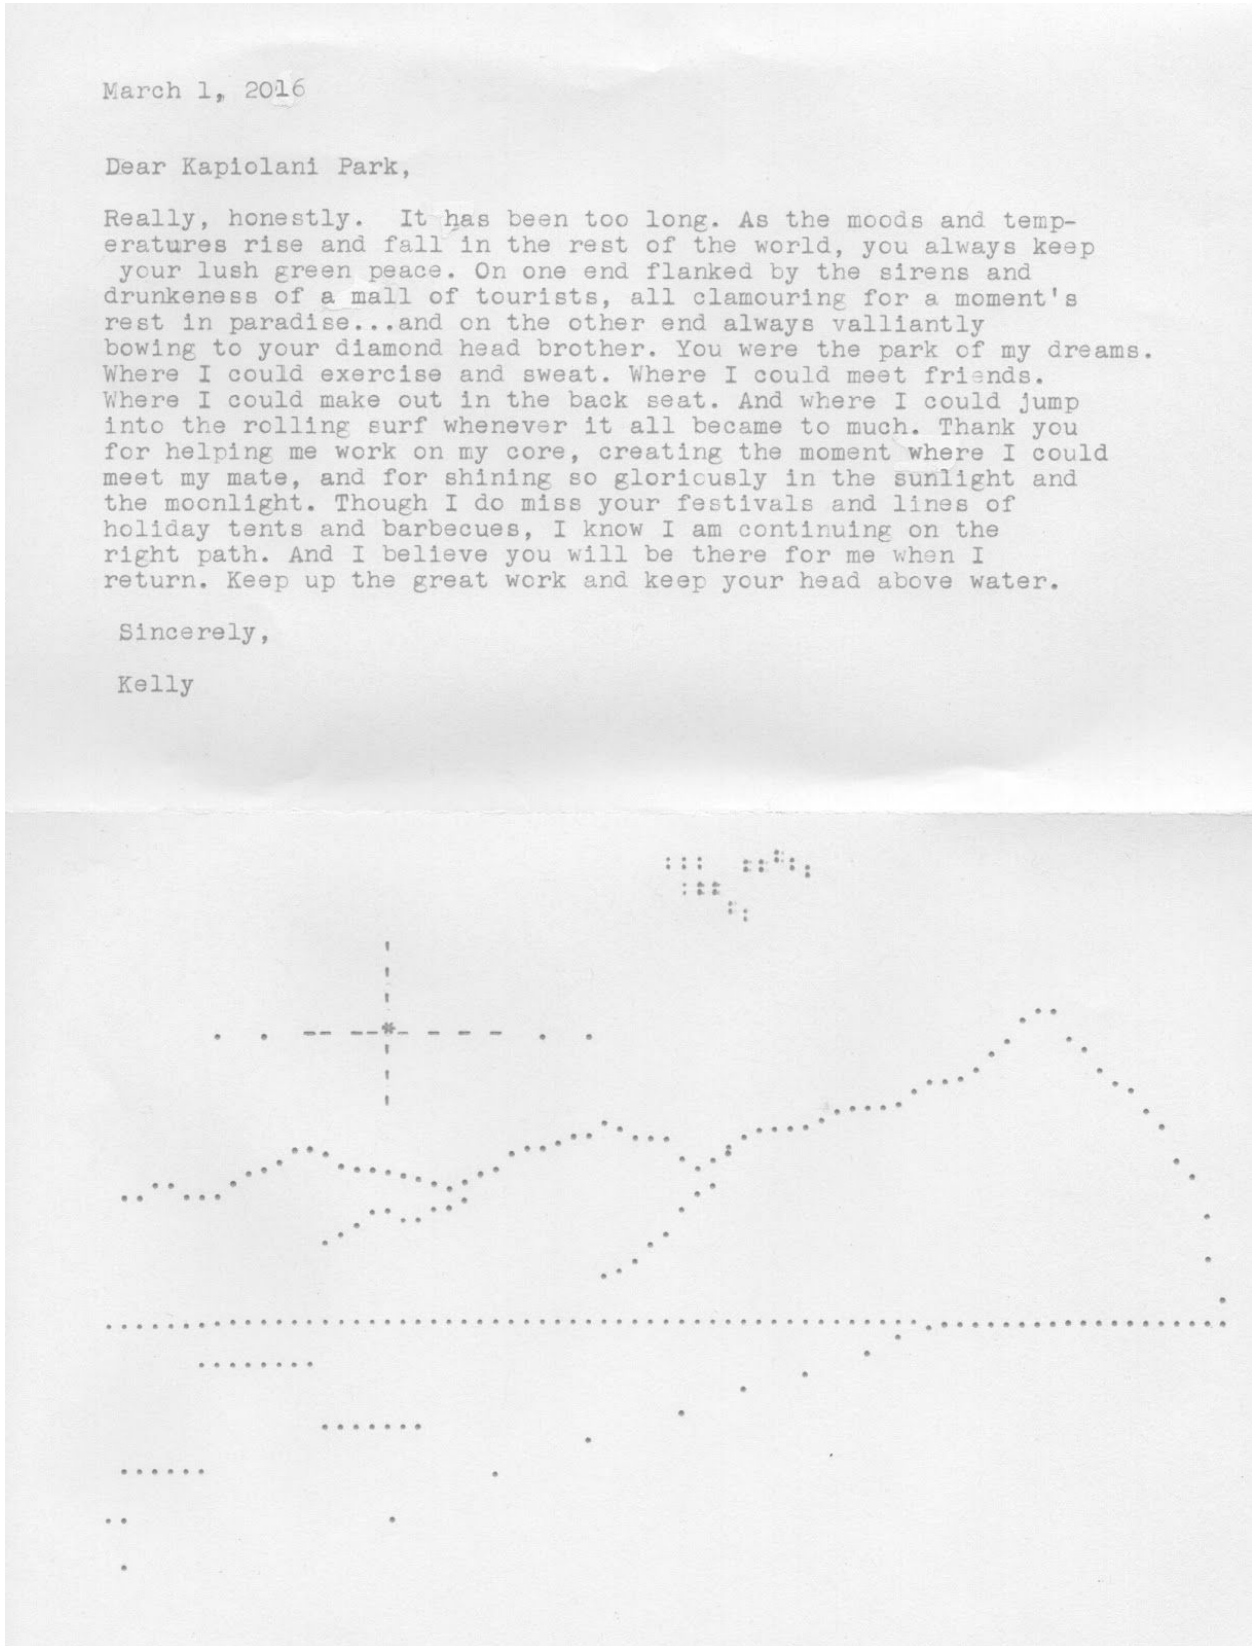 March 1, 2016
Dear Kapiolani Park,
Really, honestly.  It has been too long. As the moods and temp-
eratures rise and fall in the rest of the world, you always keep
your lush green peace. On one end flanked by the sirens and
drunkeness of a mall of tourists, all clamouring for a moment's
rest in paradise...and on the other end always valliantly
bowing to your diamond head brother. You were the park of my dreams.
Where I could exercise and sweat. Where I could meet friends.
Where I could make out in the back seat. And where I could jump
into the rolling surf whenever it all became to much. Thank you
for helping me work on my core, creating the moment where I could
meet my mate, and for shining so gloriously in the sunlight and
the moonlight. Though I do miss your festivals and lines of
holiday tents and barbecues, I know I am continuing on the
right path. And I believe you will be there for me when I
return. Keep up the great work and keep your head above water.
Sincerely,
Kelly